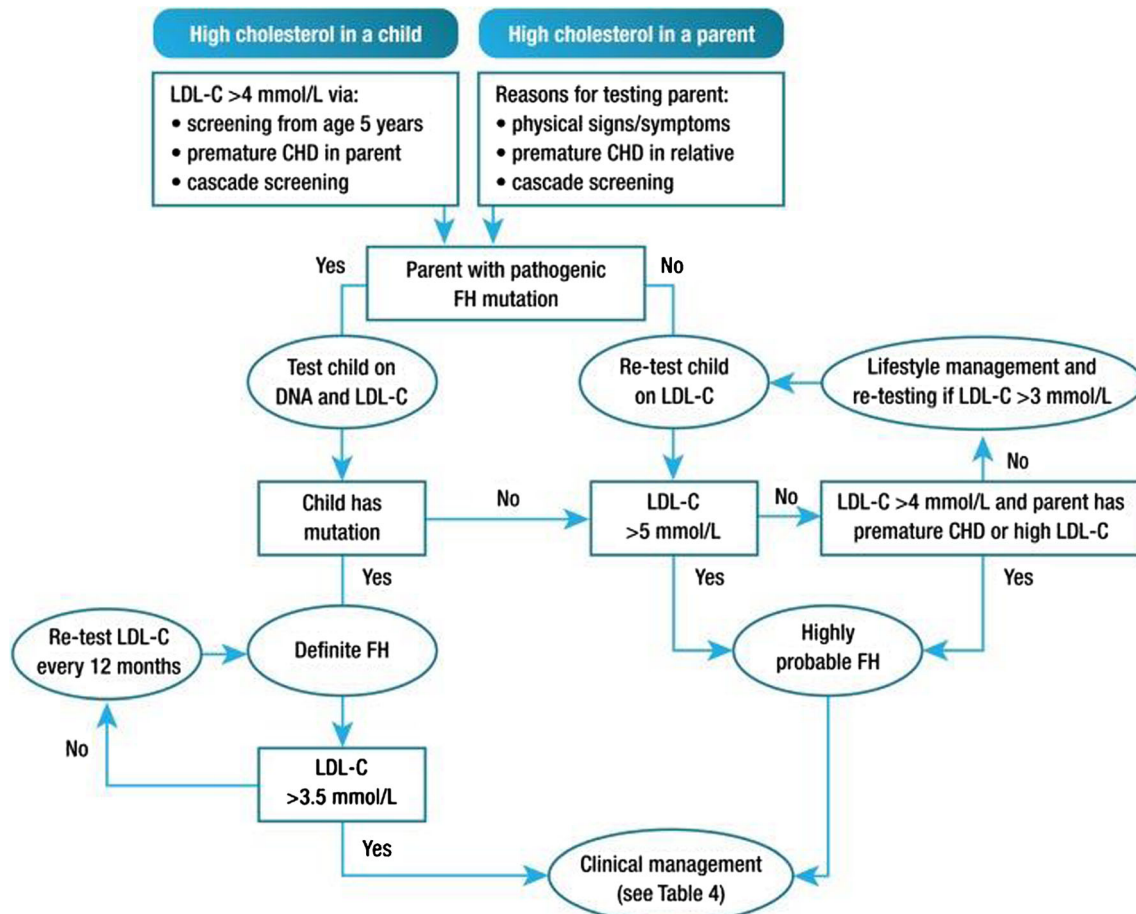 High cholesterol in a child
High cholesterol in a parent
LDL-C >4 mmol/L via:
• screening from age 5 years
• premature CHD in parent
• cascade screening
Reasons for testing parent:
• physical signs/symptoms
• premature CHD in relative
• cascade screening
Yes
Parent with pathogenic
FH mutation
No
Test child on
DNA and LDL-C
Re-test child
on LDL-C
Lifestyle management and
re-testing if LDL-C >3 mmol/L
No
Child has
mutation
No
LDL-C
>5 mmol/L
No
LDL-C >4 mmol/L and parent has
premature CHD or high LDL-C
Yes
Yes
Yes
Re-test LDL-C
every 12 months
Definite FH
Highly
probable FH
No
LDL-C
>3.5 mmol/L
Yes
Clinical management
(see Table 4)